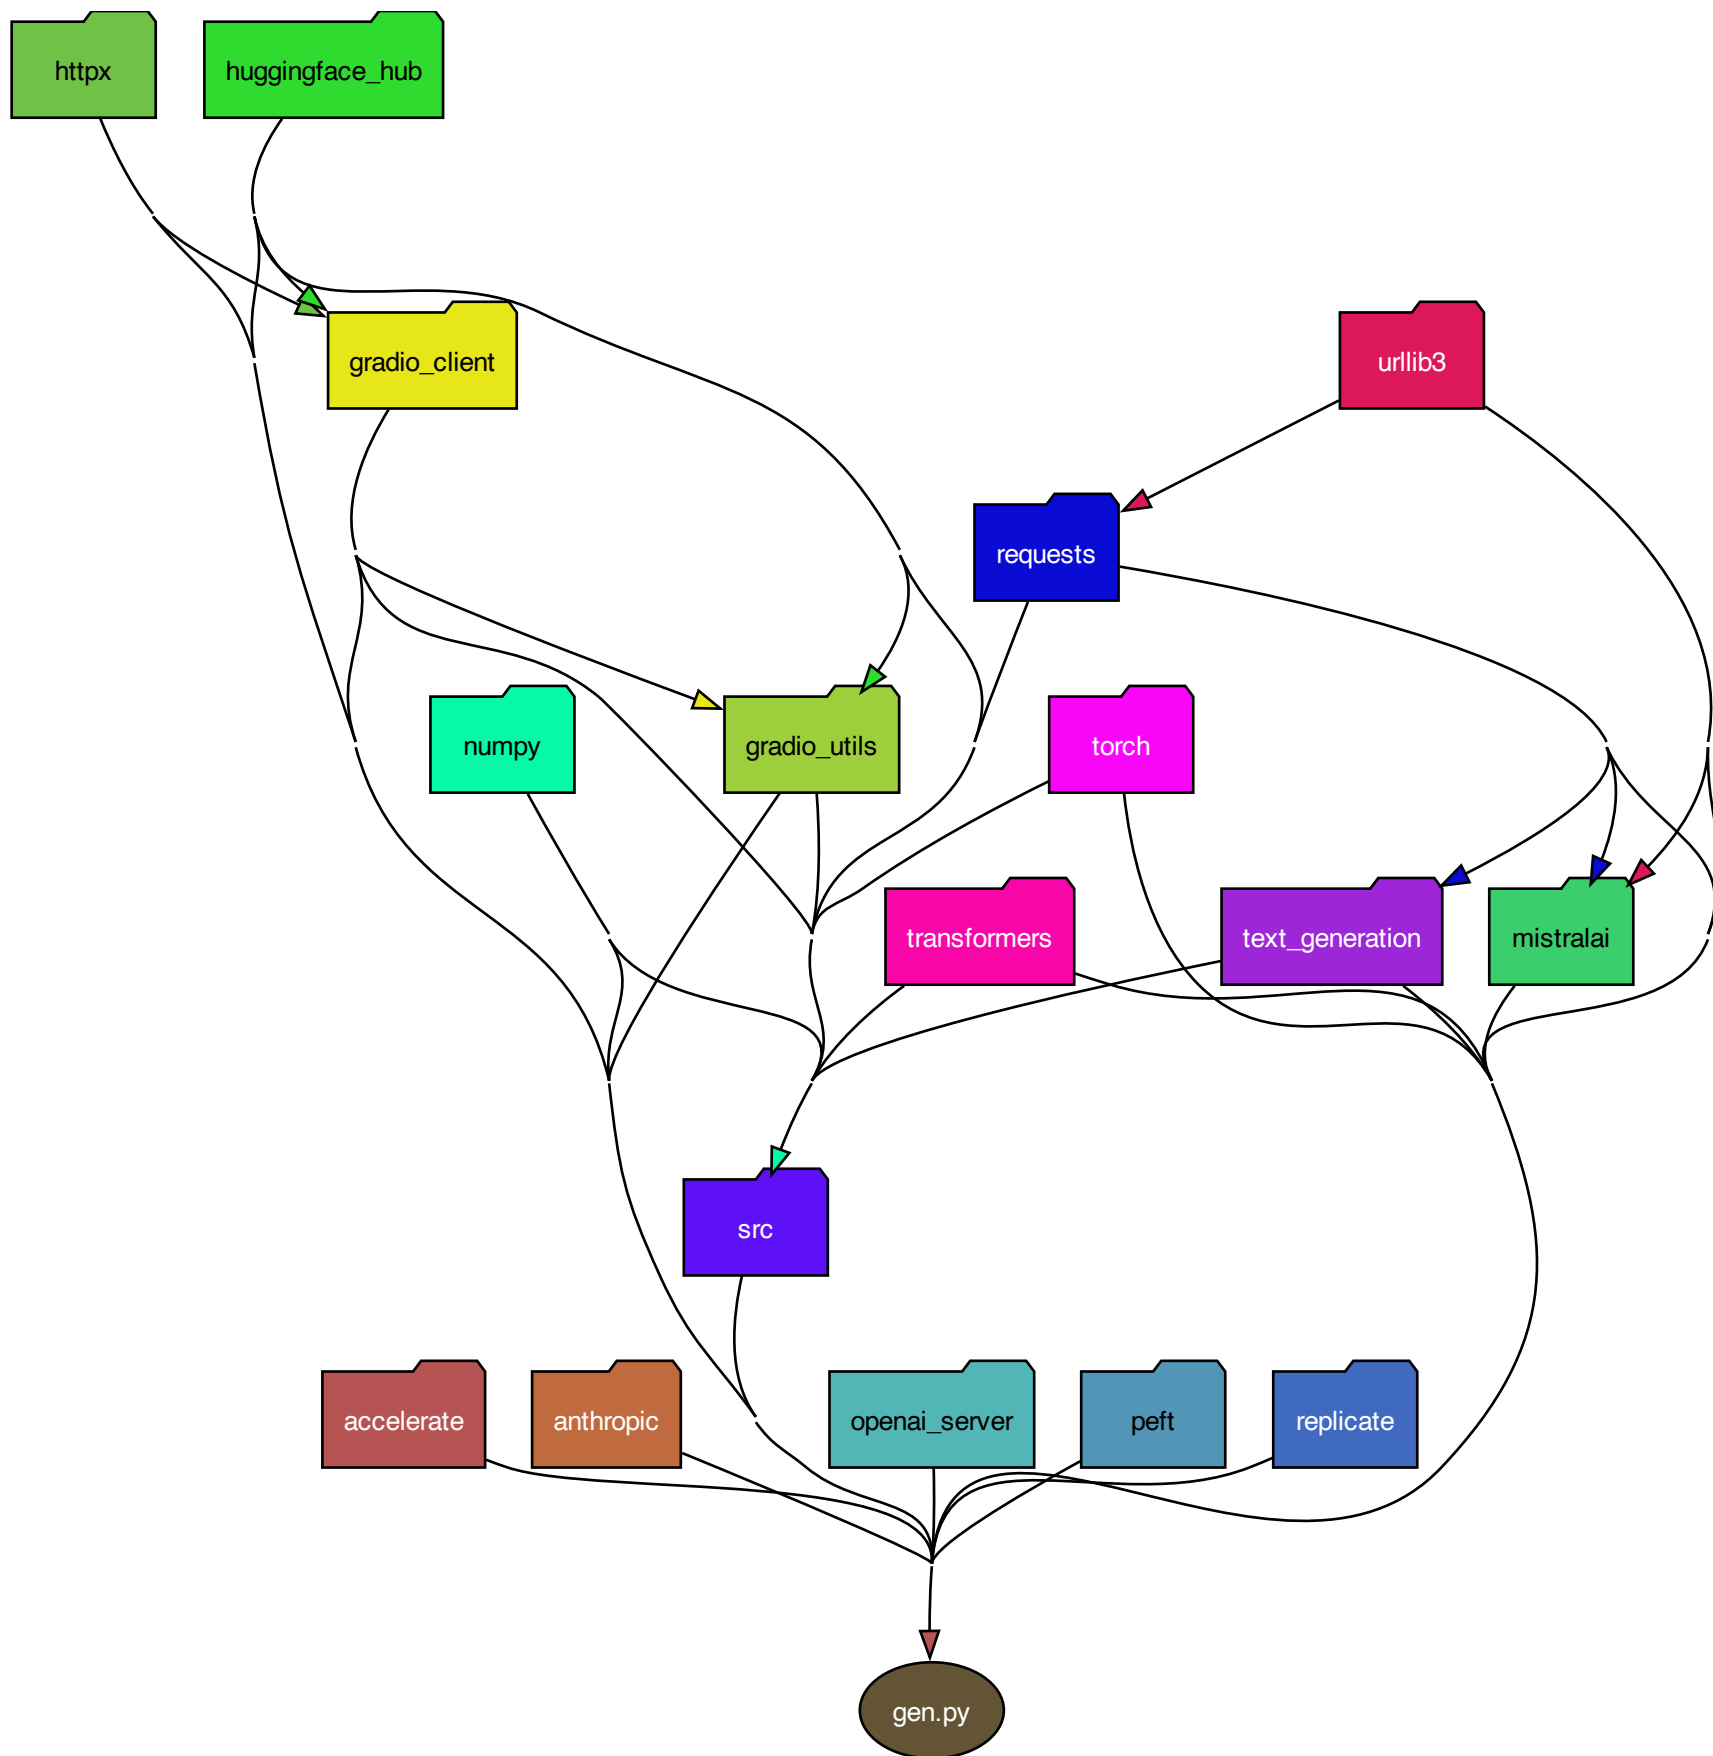 httpx
huggingface_hub
gradio_client
urllib3
requests
numpy
gradio_utils
torch
transformers
text_generation
mistralai
src
accelerate
anthropic
openai_server
peft
replicate
gen.py